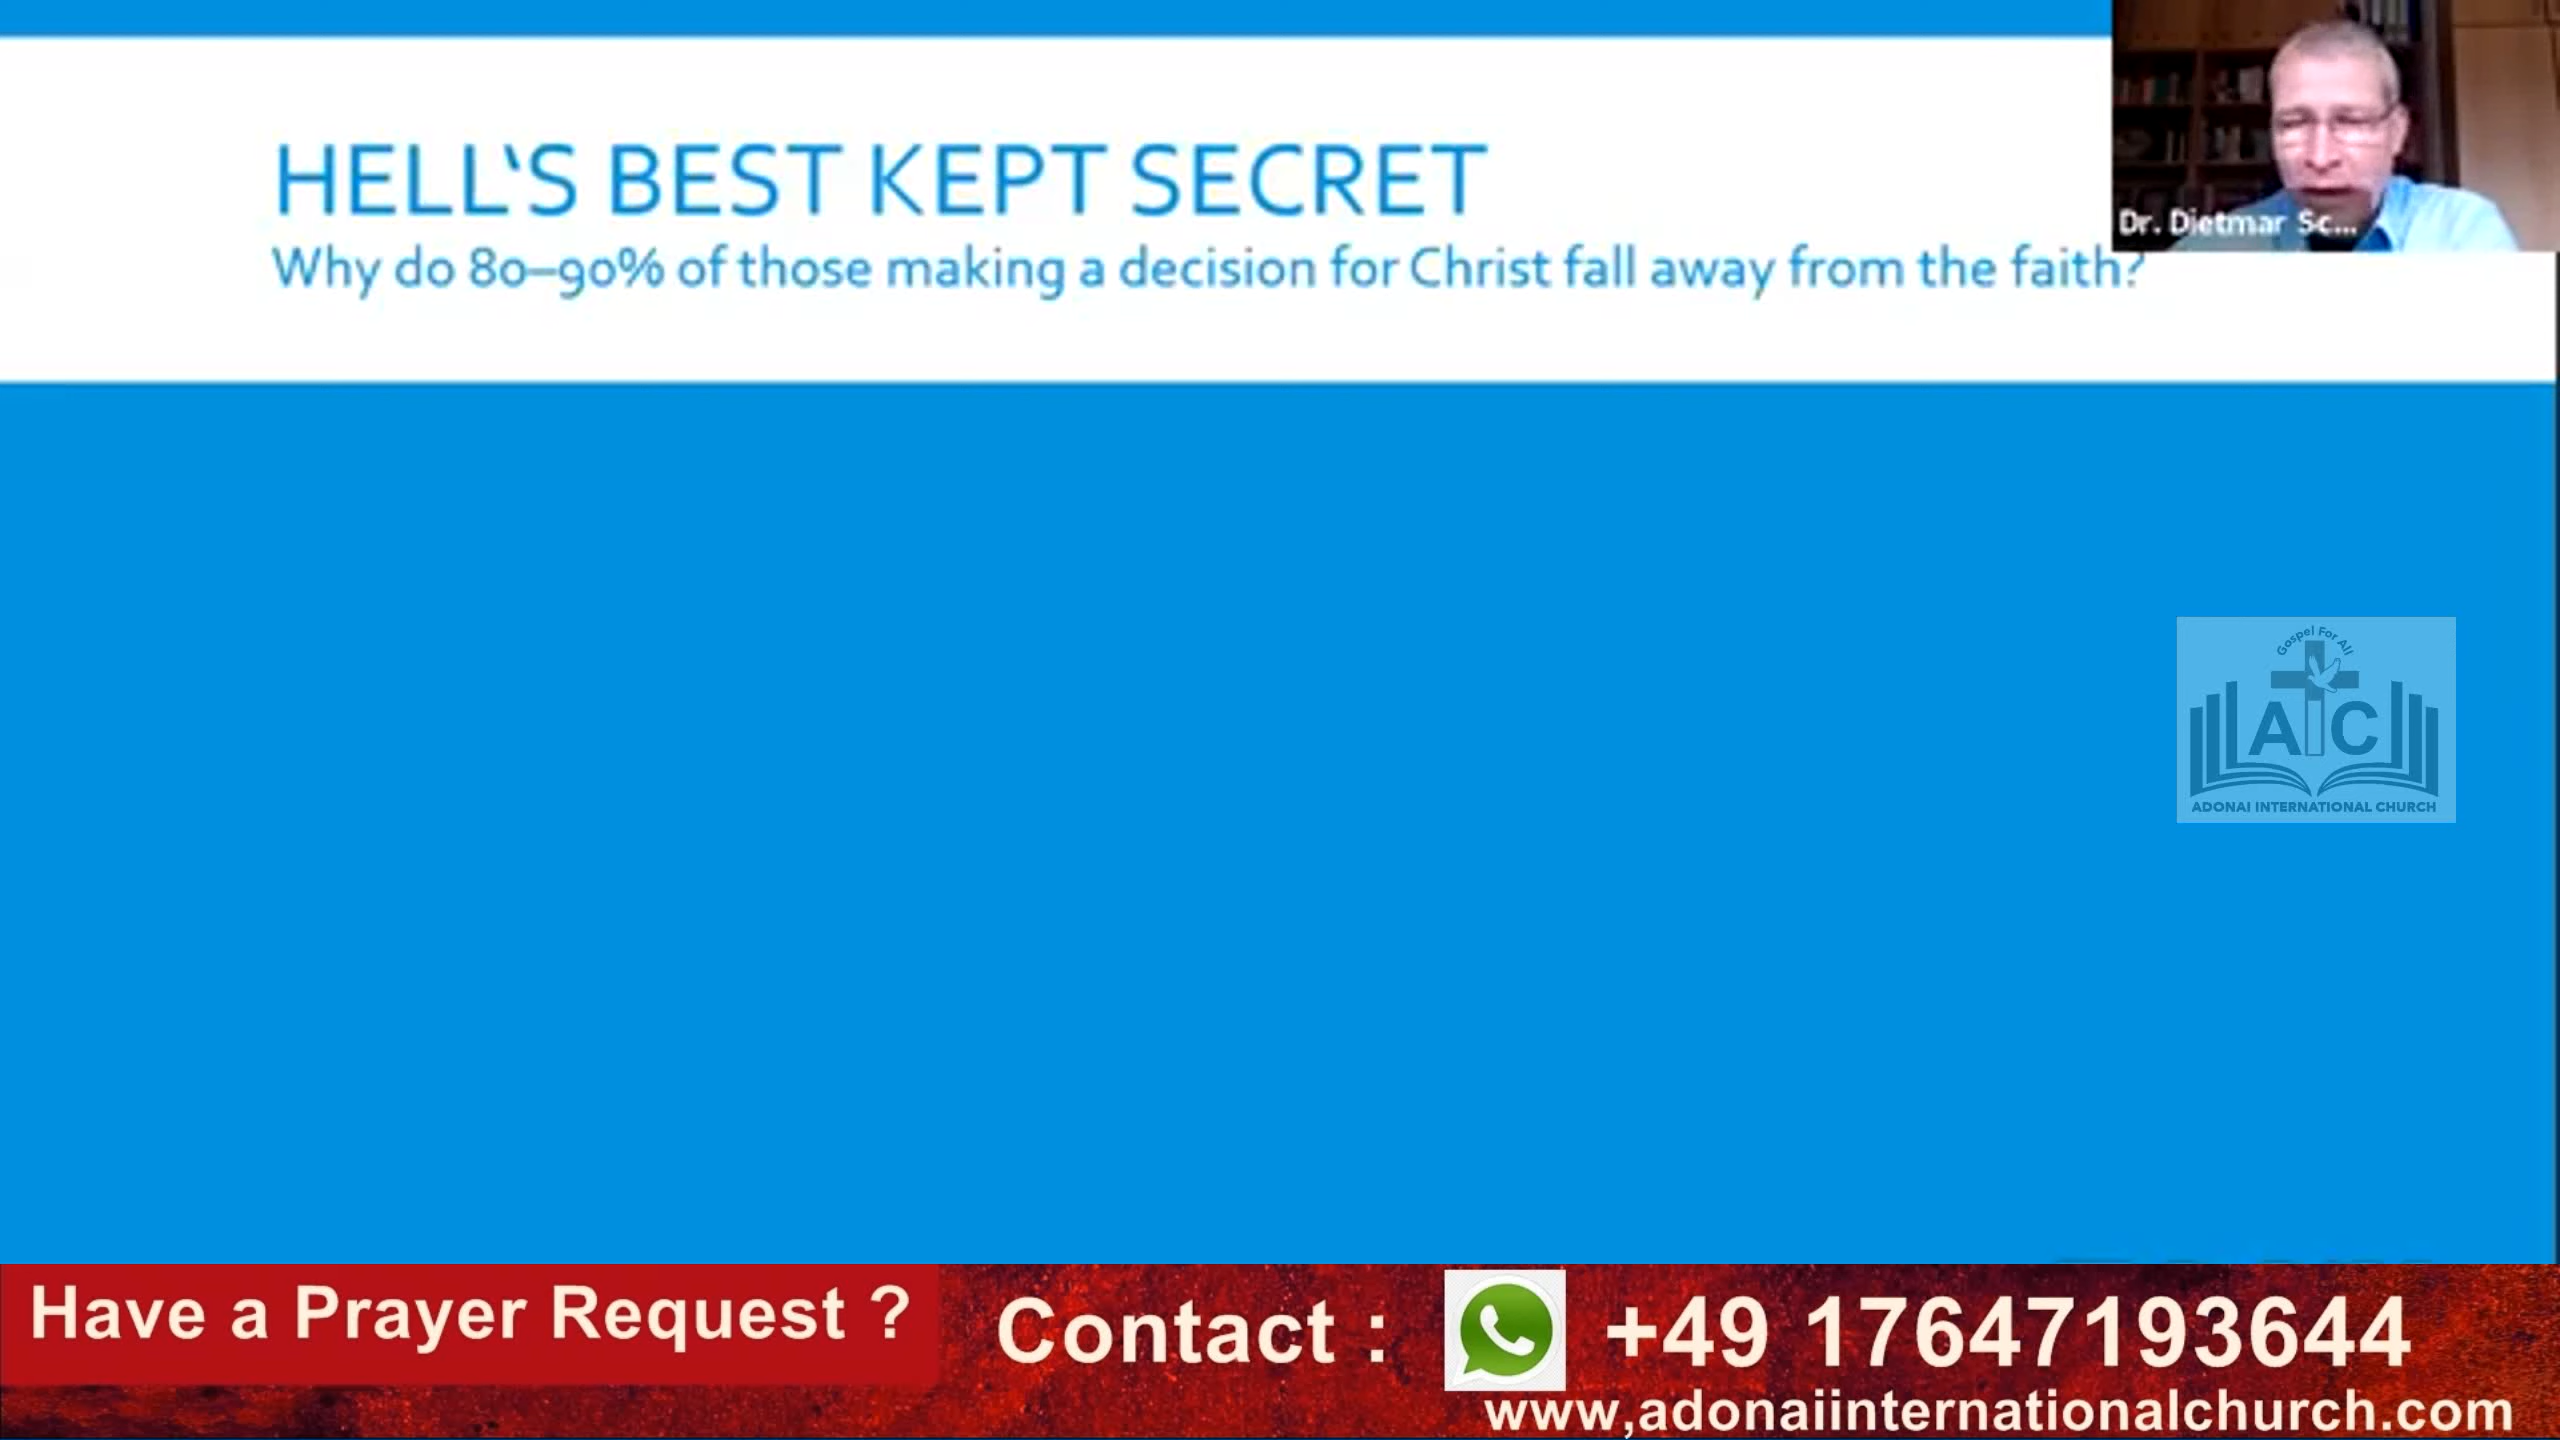 HELL‘S BEST KEPT SECRET
Why do 80–90% of those making a decision for Christ fall away from the faith?
Dr. Dietmar Sc...
Gospel For All
AIC
ADONAI INTERNATIONAL CHURCH
Have a Prayer Request ?
Contact :
+49 17647193644
www,adonaiinternationalchurch.com